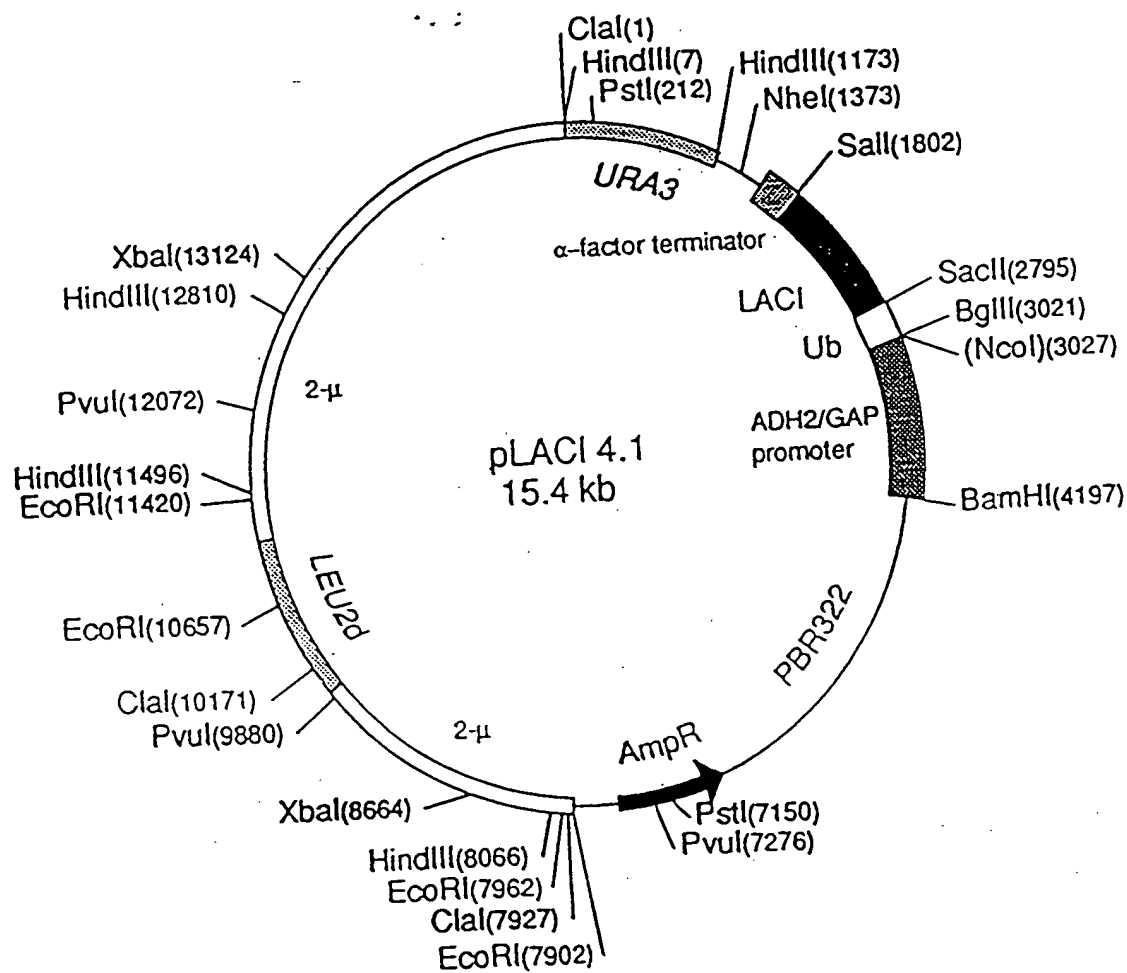 ClaI(1)
HindIII(7)
PstI(212)
HindIII(1173)
NheI(1373)
SalI(1802)
URA3
α-factor terminator
LACI
Ub
SacII(2795)
BglII(3021)
(NcoI)(3027)
ADH2/GAP
promoter
BamHI(4197)
PBR322
AmpR
PstI(7150)
PvuI(7276)
EcoRI(7902)
ClaI(7927)
EcoRI(7962)
HindIII(8066)
XbaI(8664)
2-μ
PvuI(9880)
ClaI(10171)
LEU2d
EcoRI(10657)
EcoRI(11420)
HindIII(11496)
PvuI(12072)
2-μ
HindIII(12810)
XbaI(13124)
pLACI 4.1
15.4 kb